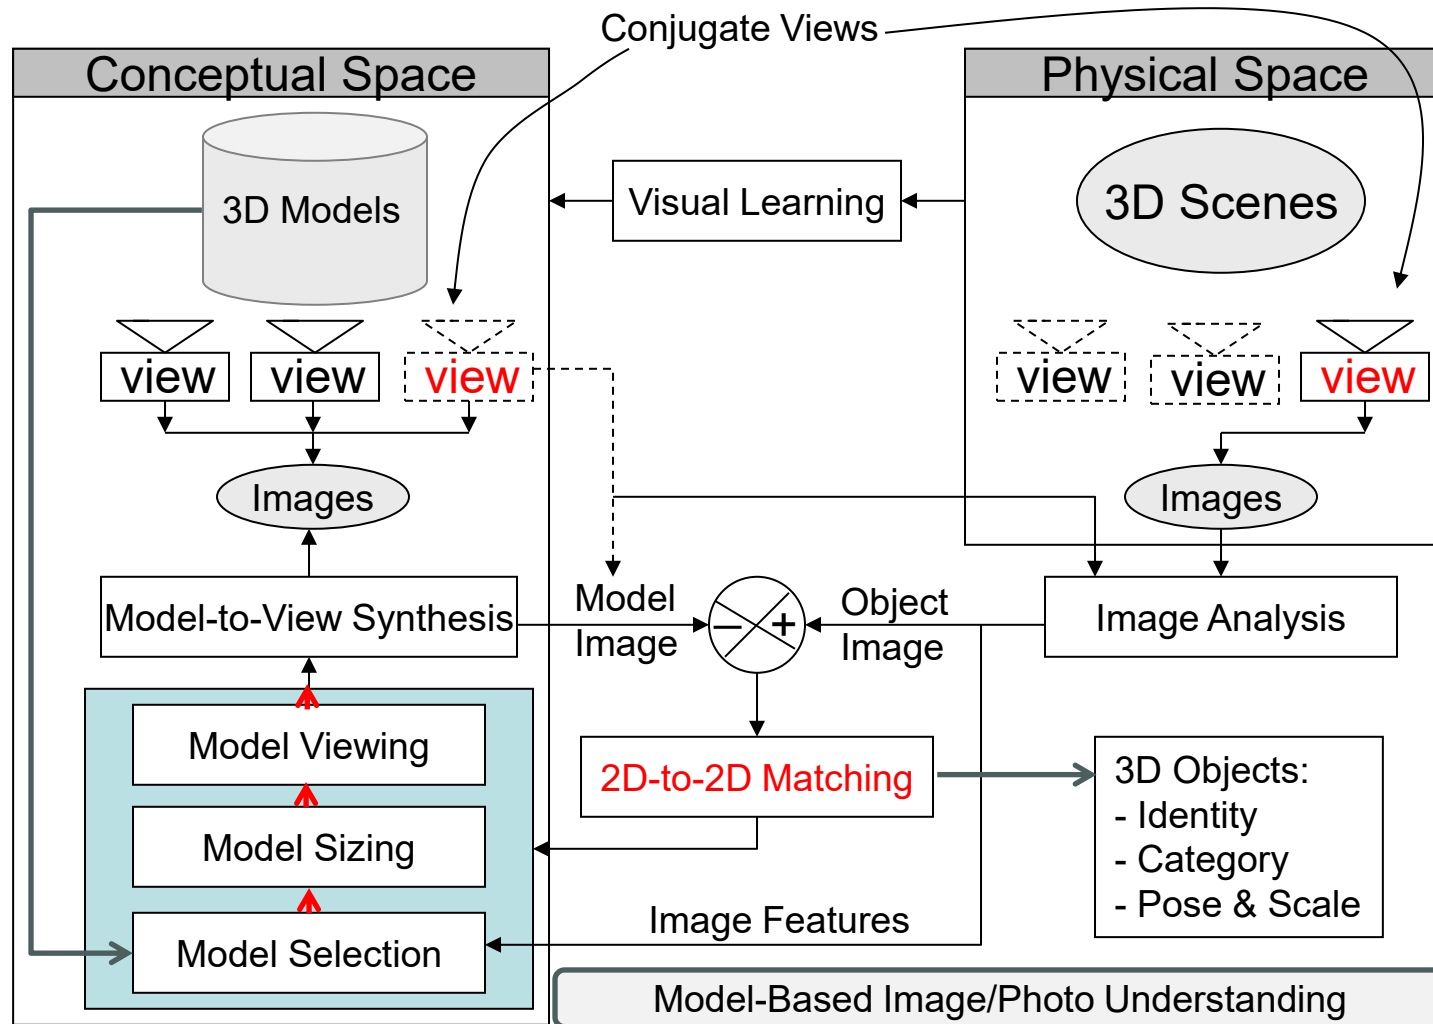 Conjugate Views
Conceptual Space
Physical Space
3D Models
Visual Learning
3D Scenes
view
view
view
view
view
view
Images
Images
Model-to-View Synthesis
Model
Image
–
+
Object
Image
Image Analysis
Model Viewing
2D-to-2D Matching
3D Objects:
- Identity
- Category
- Pose & Scale
Model Sizing
Image Features
Model Selection
Model-Based Image/Photo Understanding